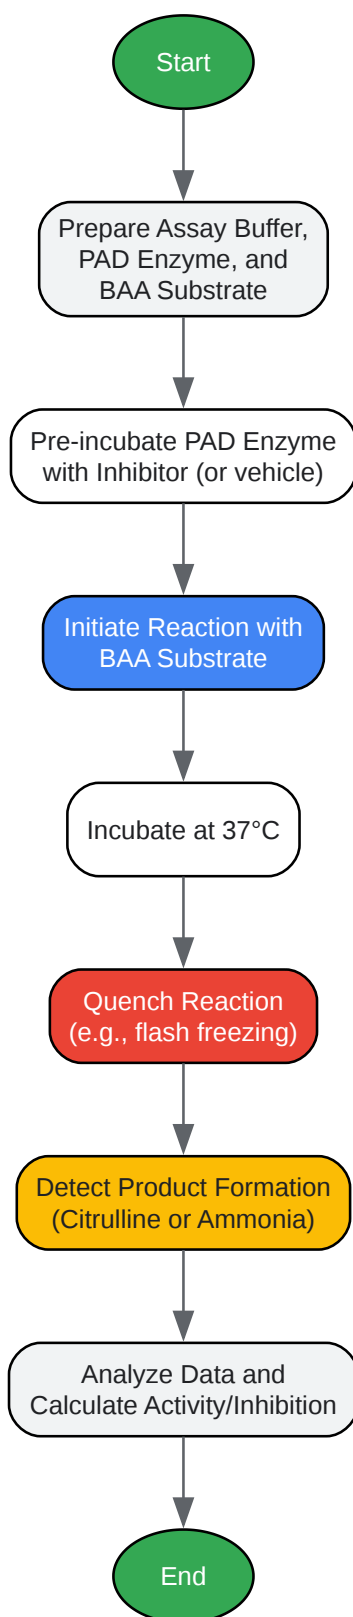 Start
Prepare Assay Buffer,
PAD Enzyme, and
BAA Substrate
Pre-incubate PAD Enzyme
with Inhibitor (or vehicle)
Initiate Reaction with
BAA Substrate
Incubate at 37°C
Quench Reaction
(e.g., flash freezing)
Detect Product Formation
(Citrulline or Ammonia)
Analyze Data and
Calculate Activity/Inhibition
End